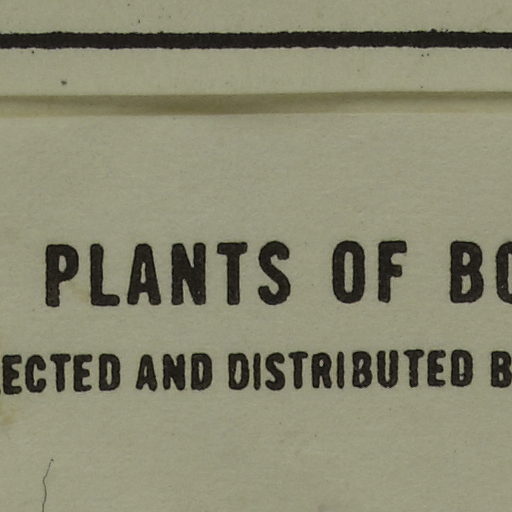 PLANTS OF BO
ECTED AND DISTRIBUTED B